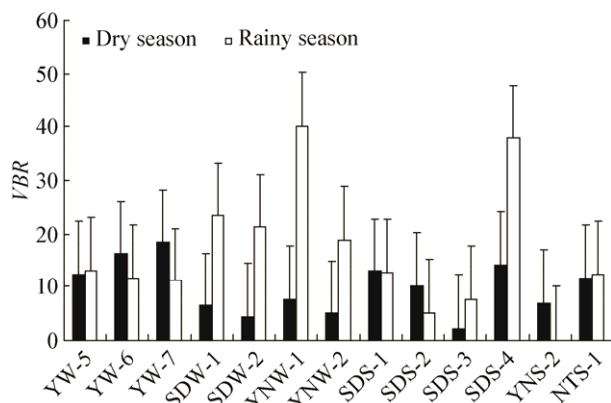 60
■ Dry season □ Rainy season
50
40
30
20
10
0
VBR
YW-5 YW-6 YW-7 SDW-1 SDW-2 YNW-1 YNW-2 SDS-1 SDS-2 SDS-3 SDS-4 YNS-2 NTS-1